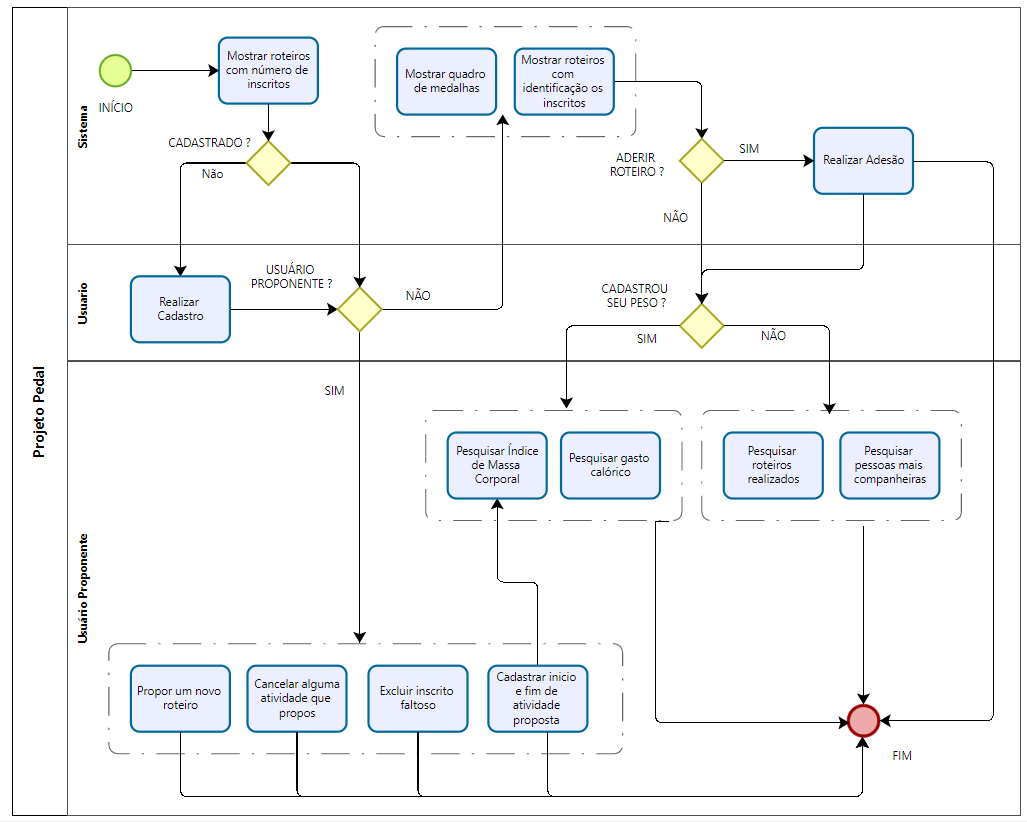 Projeto Pedal
Sistema
INÍCIO
Mostrar roteiros
com número de
inscritos
CADASTRADO ?
Não
Mostrar quadro
de medalhas
Mostrar roteiros
com
identificação os
inscritos
ADERIR
ROTEIRO ?
SIM
NÃO
Realizar Adesão
Usuario
Realizar
Cadastro
USUÁRIO
PROPONENTE ?
NÃO
SIM
CADASTROU
SEU PESO ?
SIM
NÃO
Usuário Proponente
Pesquisar Índice
de Massa
Corporal
Pesquisar gasto
calórico
Pesquisar
roteiros
realizados
Pesquisar
pessoas mais
companheiras
Propor um novo
roteiro
Cancelar alguma
atividade que
propos
Excluir inscrito
faltoso
Cadastrar inicio
e fim de
atividade
proposta
FIM